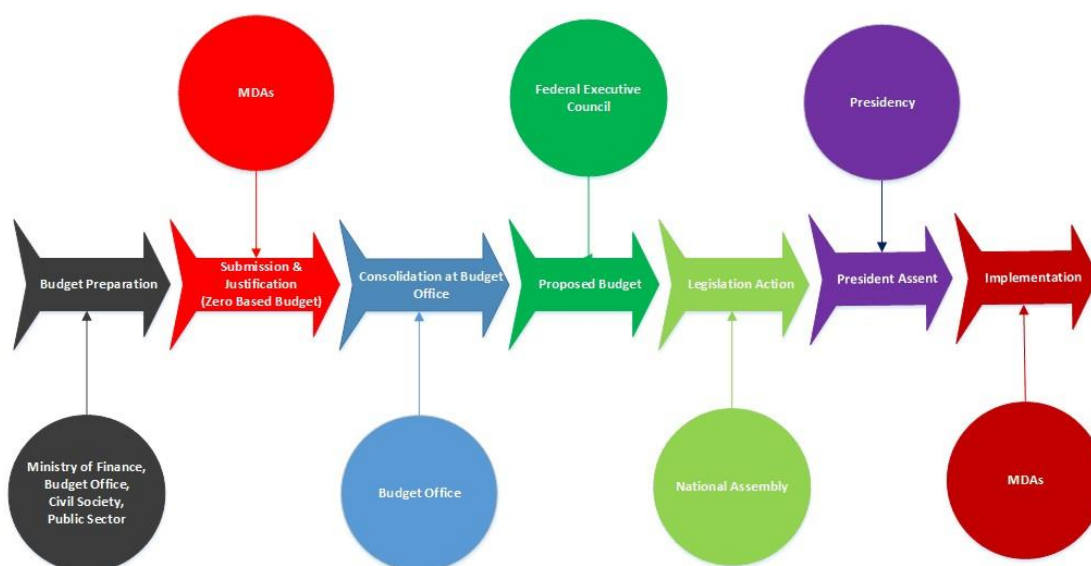 MDAs
Federal Executive
Council
Presidency
Budget Preparation
Submission &
Justification
(Zero Based Budget)
Consolidation at Budget
Office
Proposed Budget
Legislation Action
President Assent
Implementation
Ministry of Finance,
Budget Office,
Civil Society,
Public Sector
Budget Office
National Assembly
MDAs